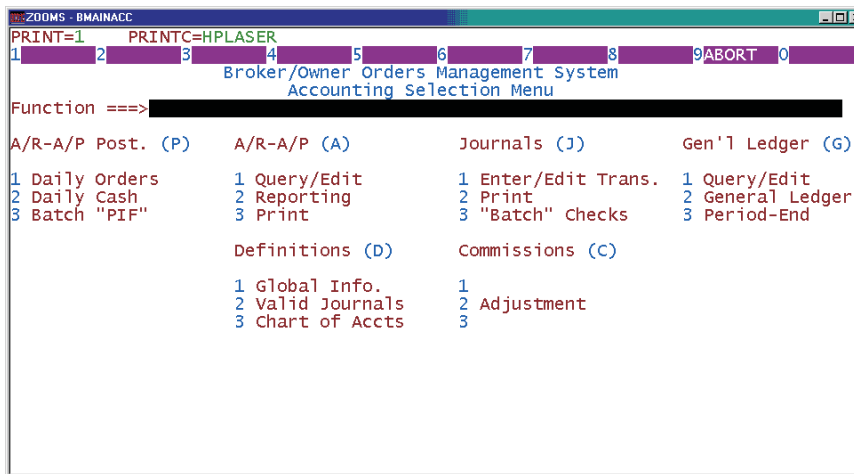 ZOOMS - BMAINACC
PRINT=1 PRINTC=HPLASER
1 2 3 4 5 6 7 8 9ABORT 0
Broker/Owner Orders Management System
Accounting Selection Menu
Function ===>
A/R-A/P Post. (P) A/R-A/P (A) Journals (J) Gen'l Ledger (G)
1 Daily Orders 1 Query/Edit 1 Enter/Edit Trans. 1 Query/Edit
2 Daily Cash 2 Reporting 2 Print 2 General Ledger
3 Batch "PIF" 3 Print 3 "Batch" Checks 3 Period-End
Definitions (D) Commissions (C)
1 Global Info. 1
2 Valid Journals 2 Adjustment
3 Chart of Accts 3